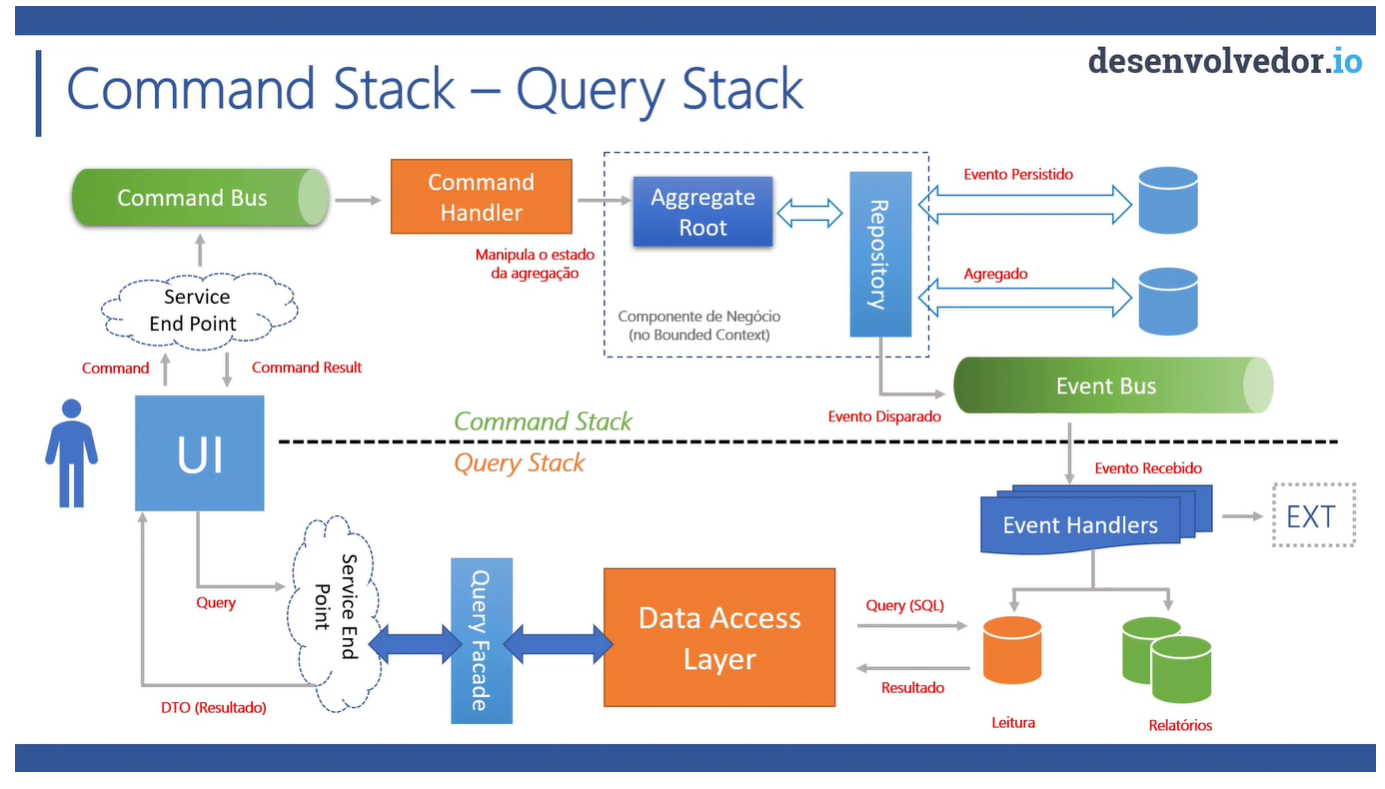 desenvolvedor.io
Command Stack – Query Stack
Command Bus
Command
Handler
Manipula o estado
da agregação
Aggregate
Root
Repository
Componente de Negócio
(no Bounded Context)
Evento Persistido
Agregado
Service
End Point
Command
Command Result
UI
Evento Disparado
Event Bus
Command Stack
Query Stack
Evento Recebido
Event Handlers
EXT
Query
Service End
Point
DTO (Resultado)
Query Facade
Data Access
Layer
Query (SQL)
Resultado
Leitura
Relatórios